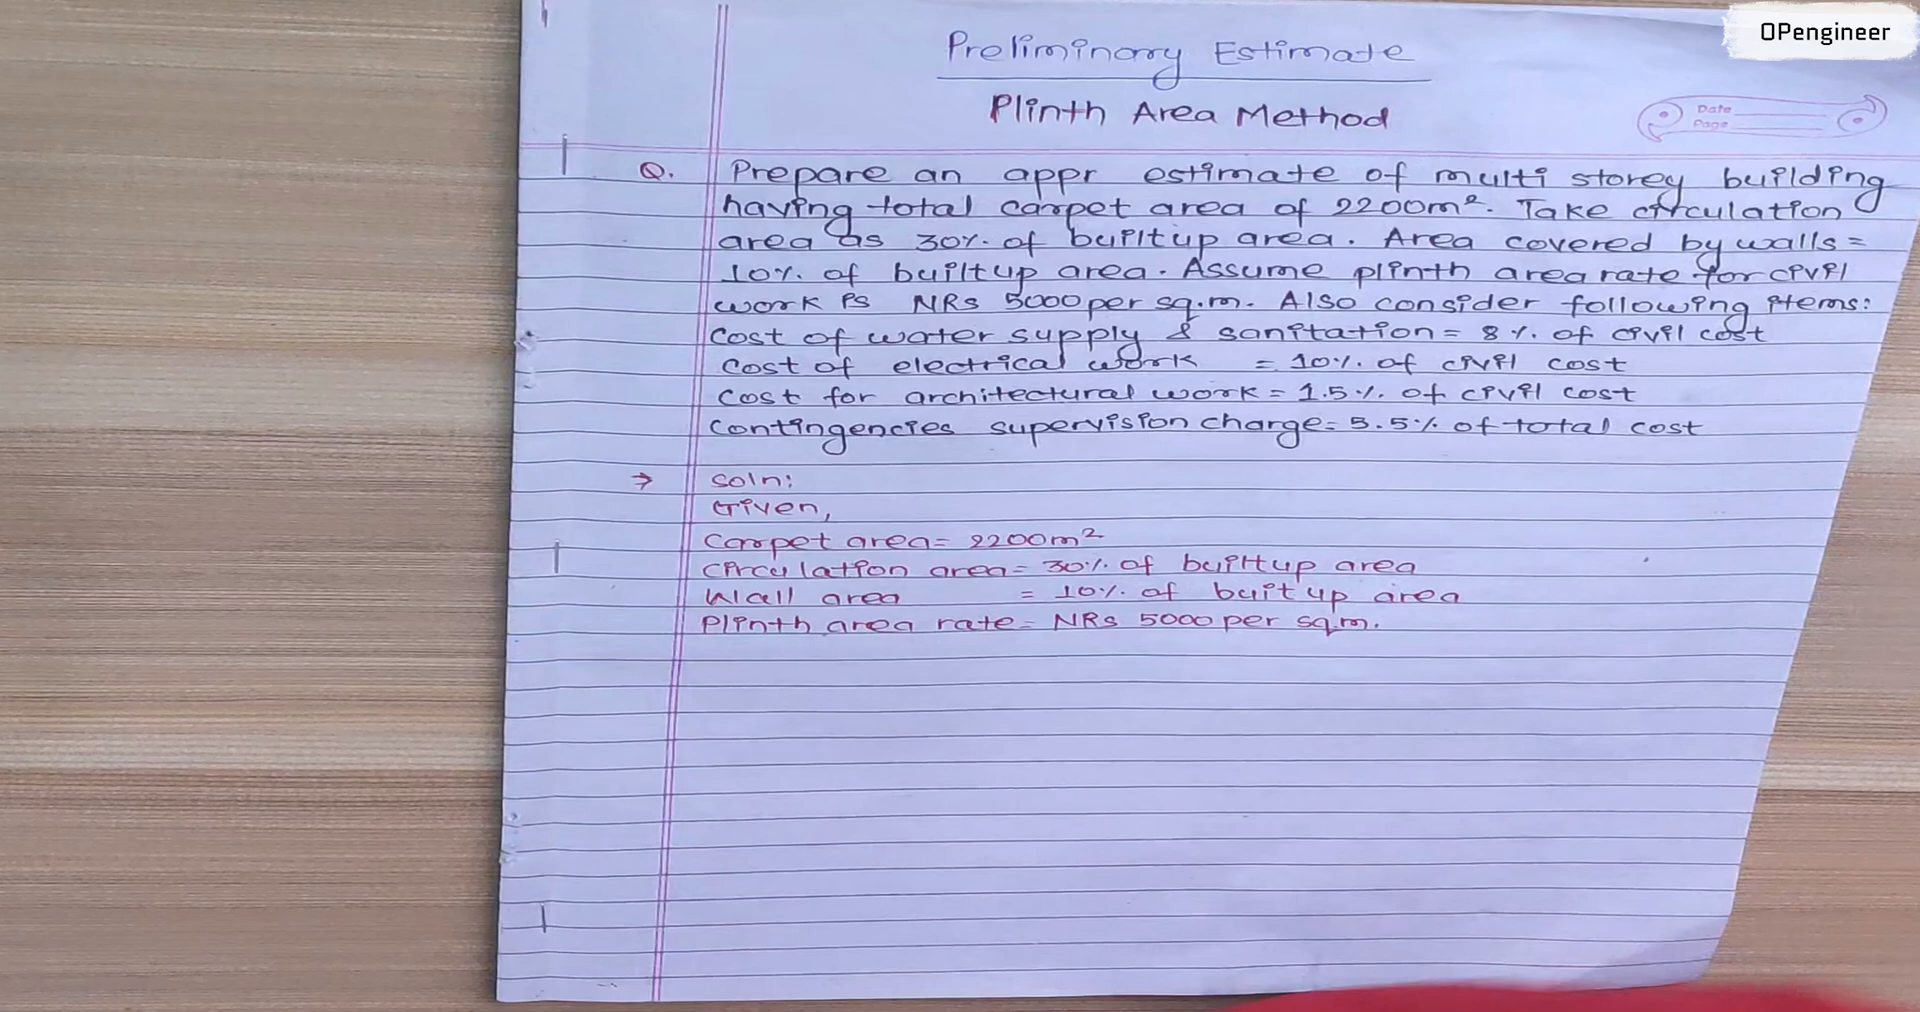 OPengineer
Preliminary Estimate
Plinth Area Method
Date
Page
Q. Prepare an appr estimate of multi storey building
having total carpet area of 2200m². Take circulation
area as 30%. of builtup area. Area covered by walls=
10%. of builtup area. Assume plinth area rate for civil
work is NRs 5000 per sq.m. Also consider following items:
Cost of water supply & sanitation= 8%. of civil cost
Cost of electrical work = 10%. of civil cost
Cost for architectural work = 1.5%. of civil cost
Contingencies supervision charge= 5.5% of total cost
→ Soln:
Given,
Carpet area= 2200m²
Circulation area= 30%. of builtup area
Wall area = 10%. of buitup area
Plinth area rate= NRs 5000 per sq.m.